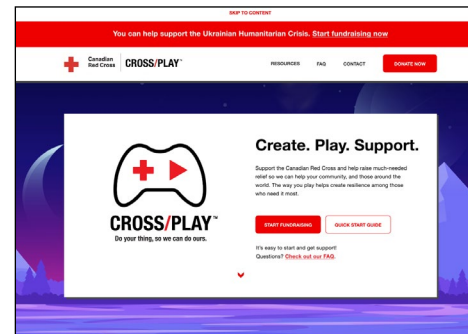 SKIP TO CONTENT
You can help support the Ukrainian Humanitarian Crisis. Start fundraising now
Canadian
Red Cross
CROSS/PLAY™
RESOURCES FAQ CONTACT DONATE NOW
Create. Play. Support.
Support the Canadian Red Cross and help raise much-needed
relief so we can help your community, and those around the
world. The way you play helps create resilience among those
who need it most.
START FUNDRAISING QUICK START GUIDE
It's easy to start and get support!
Questions? Check out our FAQ.
CROSS/PLAY™
Do your thing, so we can do ours.